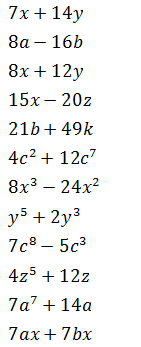 7x + 14y
8a − 16b
8x + 12y
15x − 20z
21b + 49k
4c² + 12c⁷
8x³ − 24x²
y⁵ + 2y³
7c⁸ − 5c³
4z⁵ + 12z
7a⁷ + 14a
7ax + 7bx